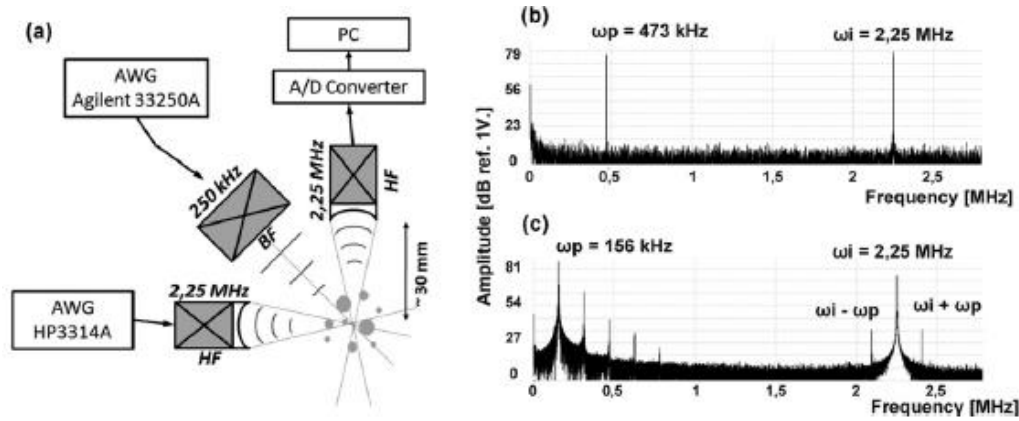 (a)
PC
A/D Converter
AWG
Agilent 33250A
250 kHz
BF
2,25 MHz
HF
~30 mm
2,25 MHz
HF
AWG
HP3314A
(b)
ωp = 473 kHz
ωi = 2,25 MHz
79
56
46
23
0
0
0,5
1
1,5
2
2,5
Frequency [MHz]
Amplitude [dB ref. 1V.]
(c)
ωp = 156 kHz
ωi = 2,25 MHz
ωi - ωp
ωi + ωp
81
54
27
0
0
0,5
1
1,5
2
2,5
Frequency [MHz]